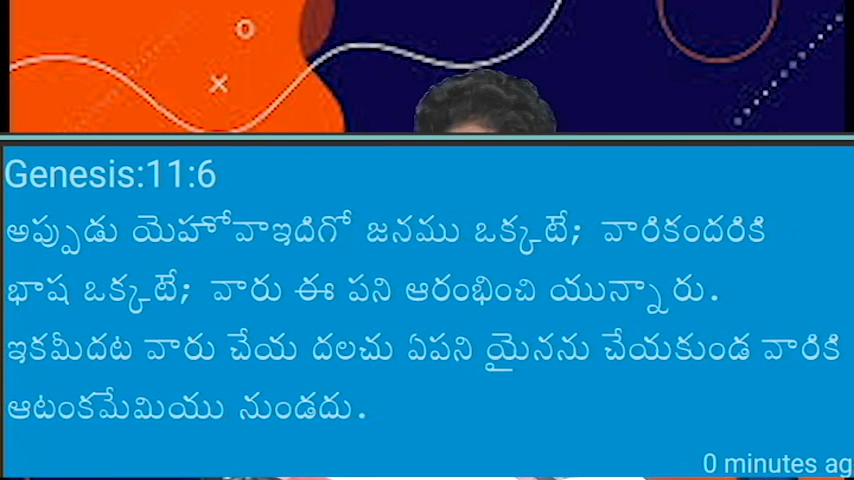 Genesis:11:6
అప్పుడు యెహోవాఇదిగో జనము ఒక్కటే; వారికందరికి
భాష ఒక్కటే; వారు ఈ పని ఆరంభించి యున్నారు.
ఇకమీదట వారు చేయ దలచు ఏపని యైనను చేయకుండ వారికి
ఆటంకమేమియు నుండదు.
0 minutes ag